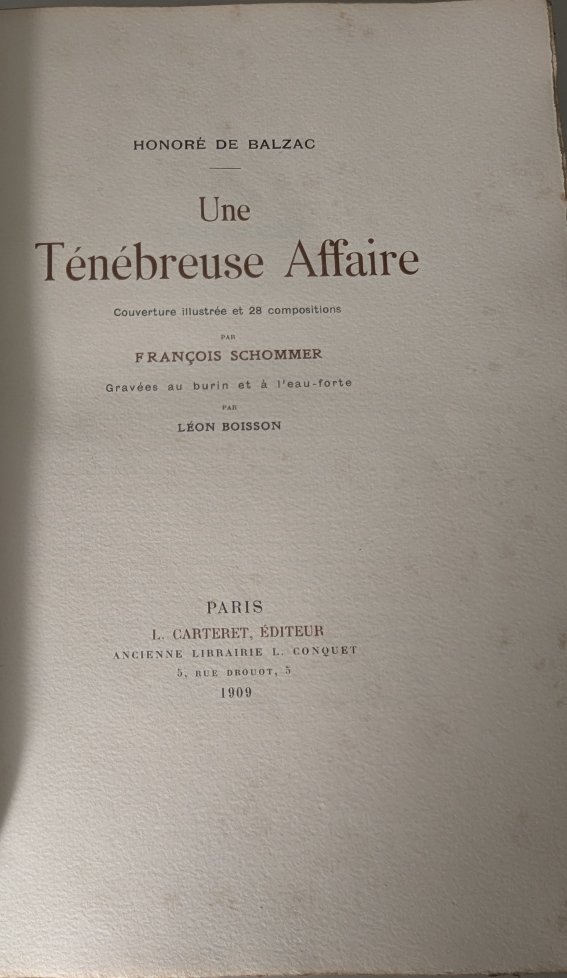 HONORÉ DE BALZAC
Une
Ténébreuse Affaire
Couverture illustrée et 28 compositions
PAR
FRANÇOIS SCHOMMER
Gravées au burin et à l'eau-forte
PAR
LÉON BOISSON
PARIS
L. CARTERET, ÉDITEUR
ANCIENNE LIBRAIRIE L. CONQUET
5, RUE DROUOT, 5
1909